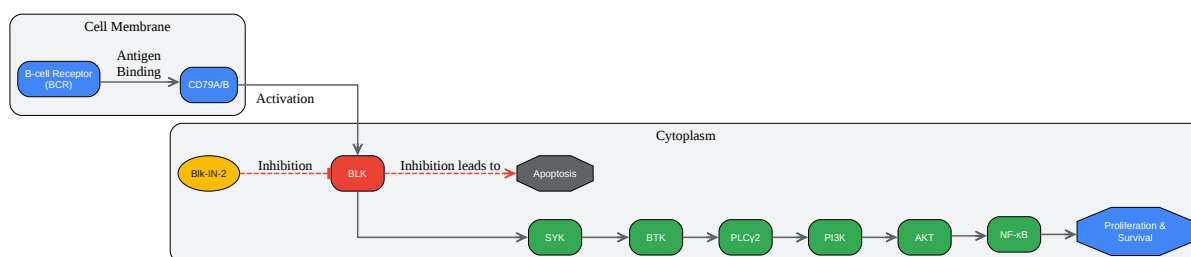 Cell Membrane
B-cell Receptor
(BCR)
Antigen
Binding
CD79A/B
Activation
Cytoplasm
Blk-IN-2
Inhibition
BLK
Inhibition leads to
Apoptosis
SYK
BTK
PLCγ2
PI3K
AKT
NF-κB
Proliferation &
Survival